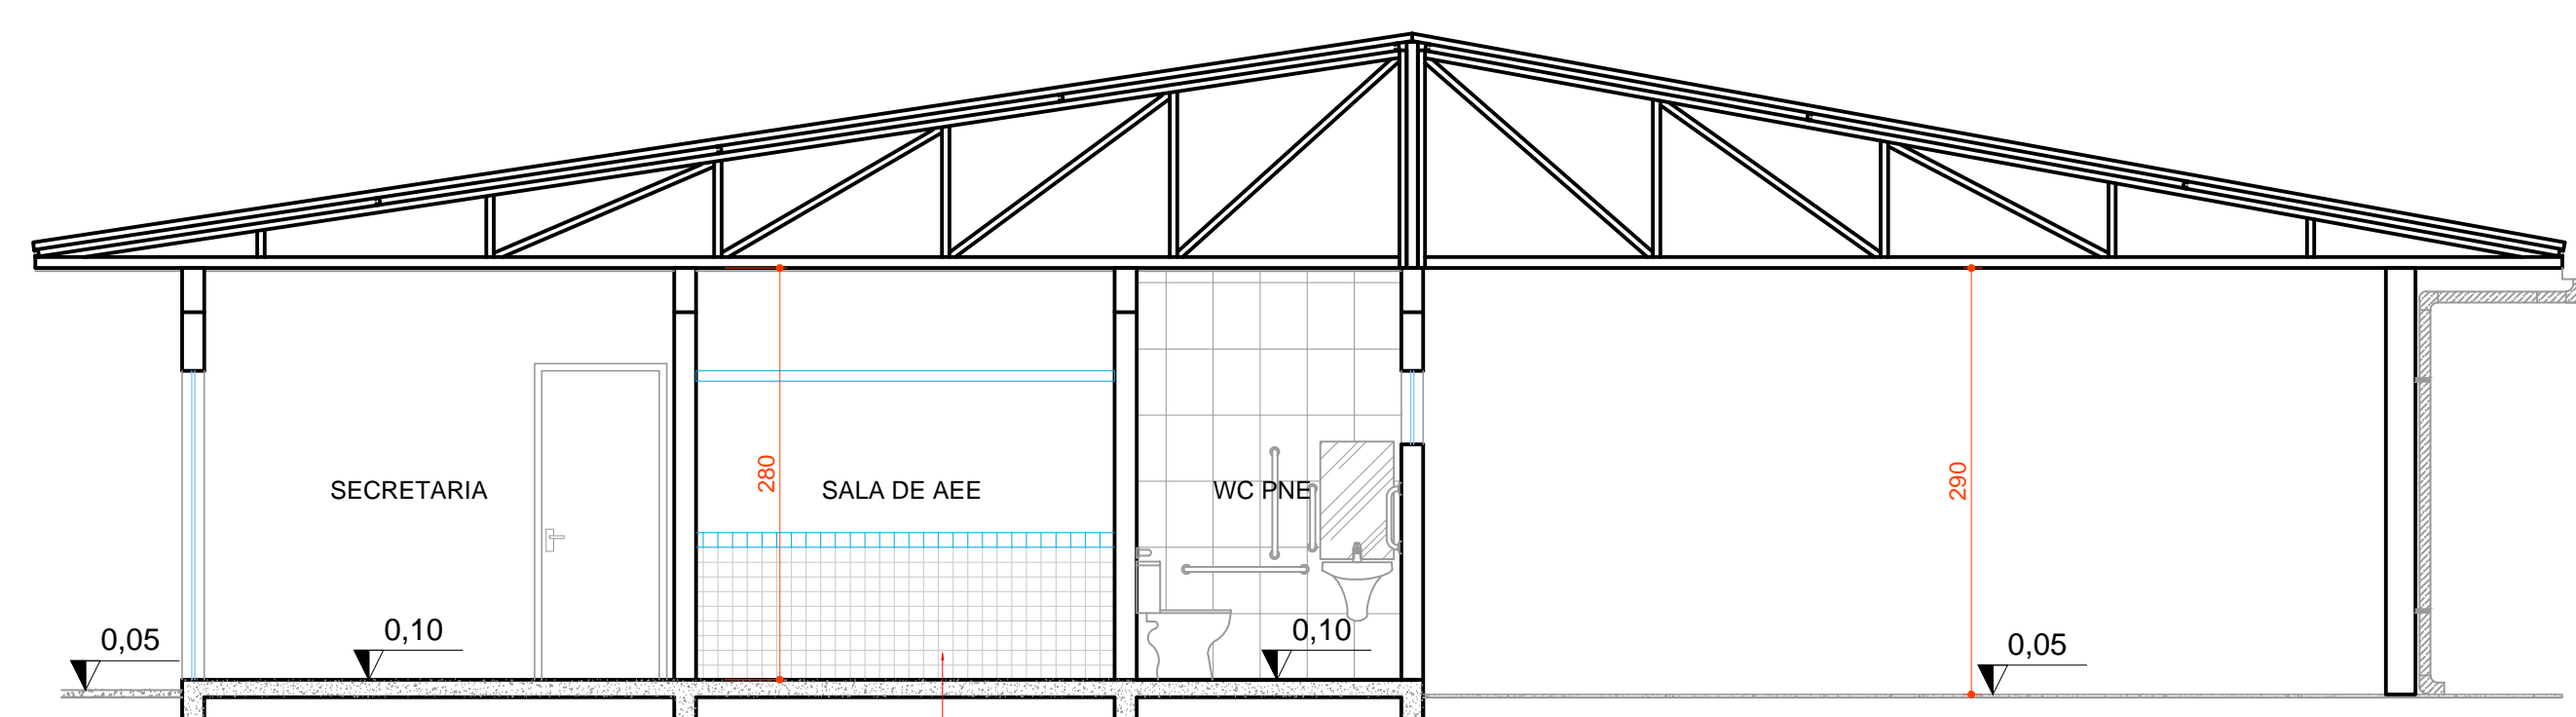 280
290
SECRETARIA
SALA DE AEE
WC PNE
0,05
0,10
0,10
0,05